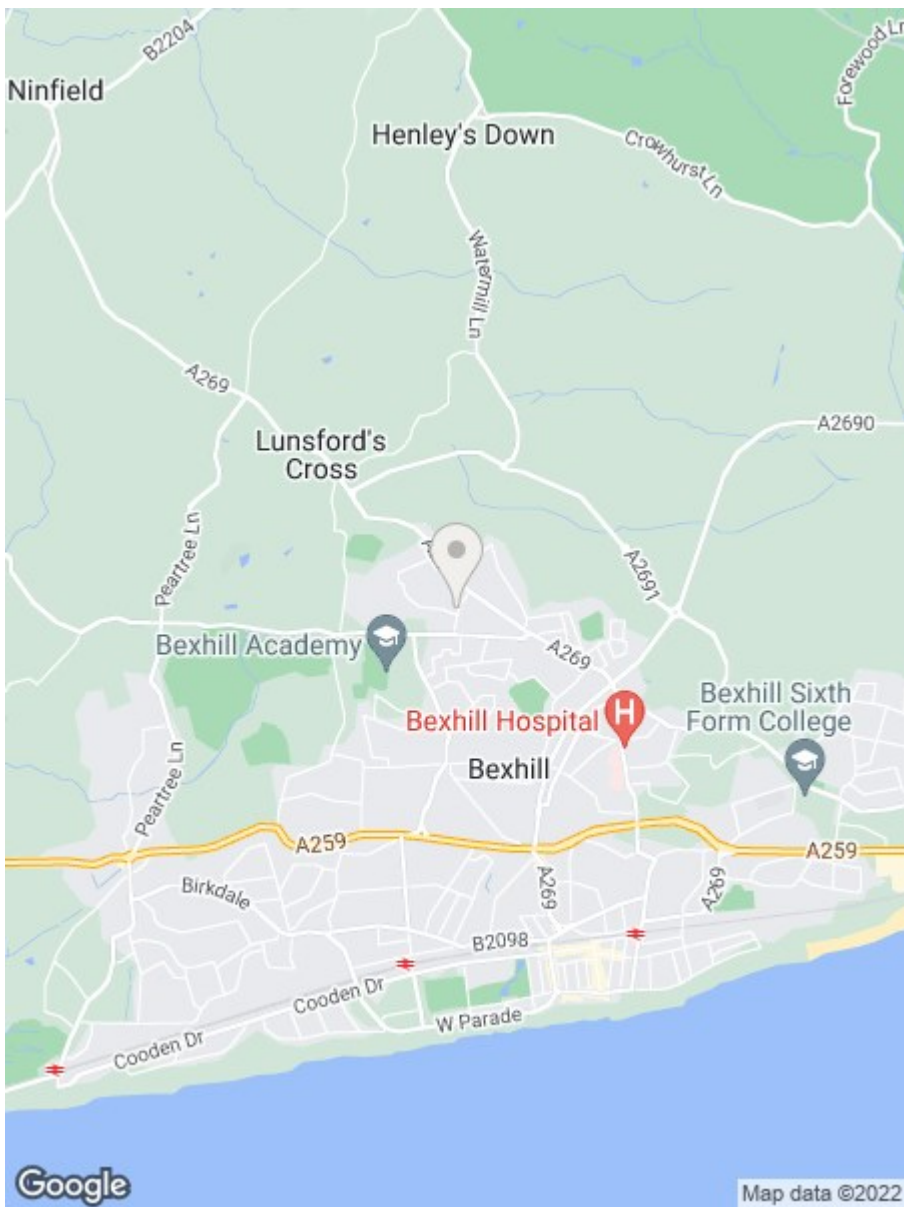 B2204
Ninfield
Forewood Ln
Henley's Down
Crowhurst Ln
Watermill Ln
A269
A2690
Lunsford's
Cross
Peartree Ln
A2691
Bexhill Academy
A269
Bexhill Sixth
Form College
Bexhill Hospital
H
Bexhill
Peartree Ln
A259
A259
Birkdale
A269
A269
B2098
Cooden Dr
W Parade
Cooden Dr
Google
Map data ©2022